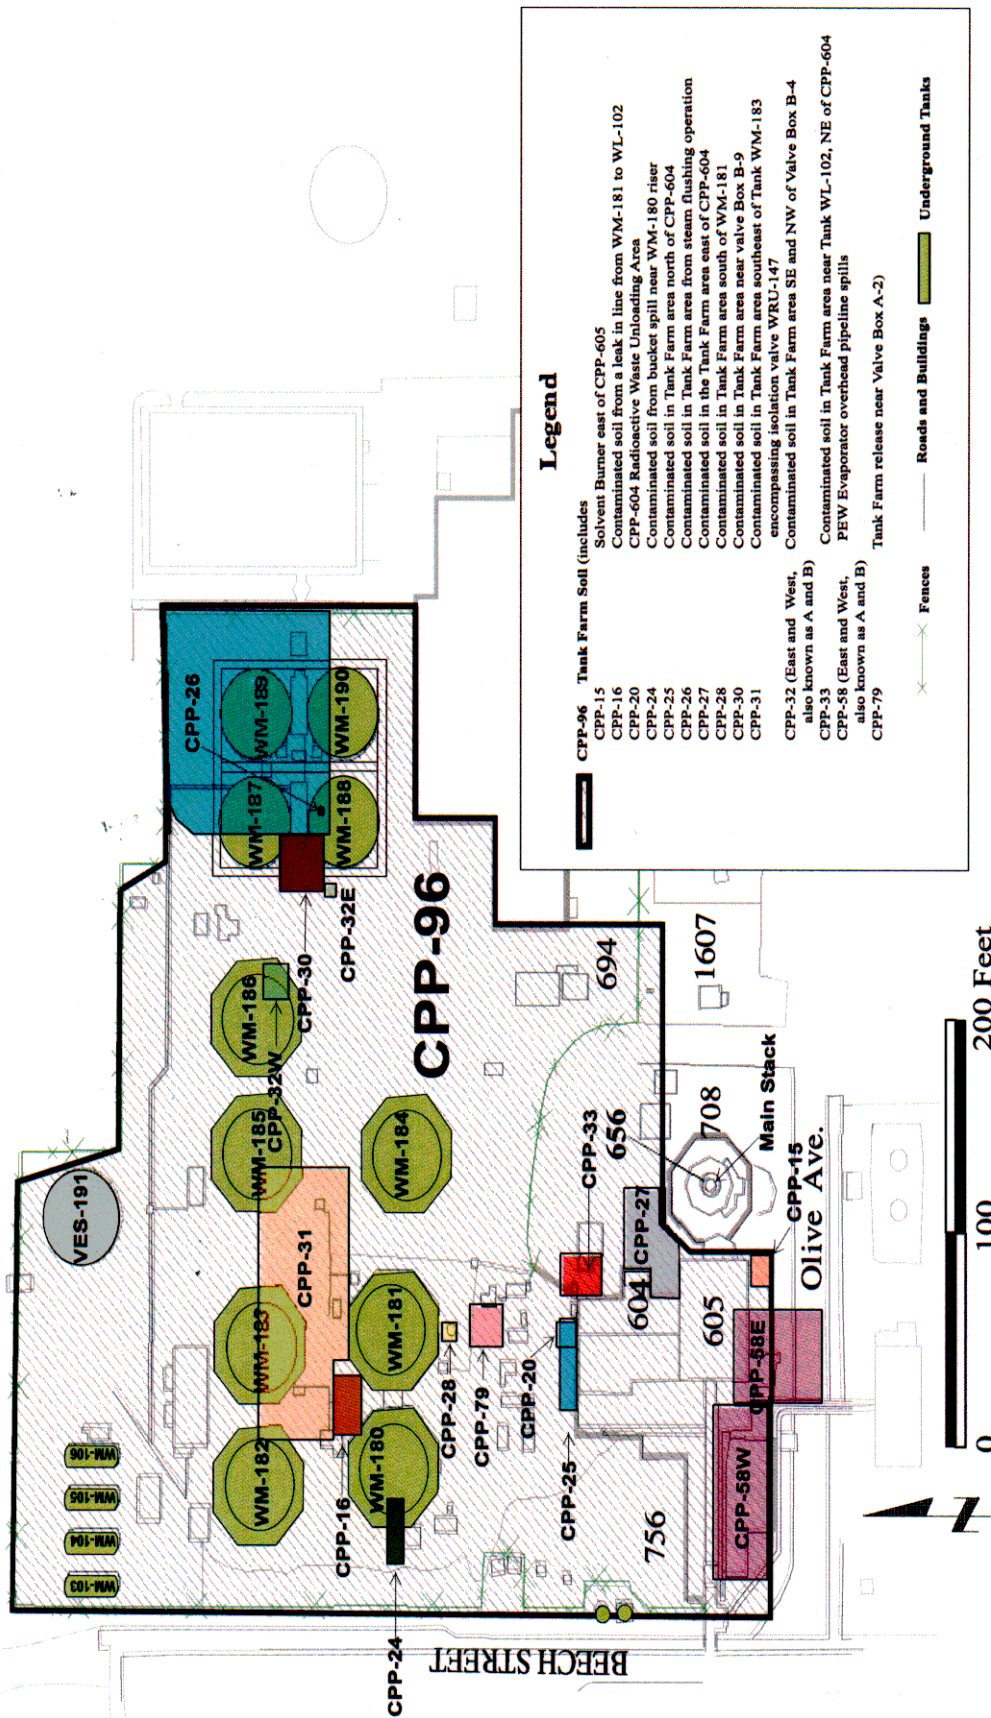 WM-103
WM-104
WM-105
WM-106
VES-191
WM-182
WM-183
WM-185
WM-186
WM-187
WM-189
CPP-26
CPP-31
CPP-32W
CPP-30
CPP-32E
WM-188
WM-190
CPP-16
WM-180
WM-181
WM-184
CPP-96
CPP-24
CPP-28
CPP-79
CPP-20
CPP-25
CPP-33
694
BEECH STREET
756
604
CPP-27
656
1607
605
708
Main Stack
CPP-58W
CPP-58E
CPP-15
Olive Ave.
N
0
100
200 Feet
Legend
CPP-96 Tank Farm Soil (includes
CPP-15 Solvent Burner east of CPP-605
CPP-16 Contaminated soil from a leak in line from WM-181 to WL-102
CPP-20 CPP-604 Radioactive Waste Unloading Area
CPP-24 Contaminated soil from bucket spill near WM-180 riser
CPP-25 Contaminated soil in Tank Farm area north of CPP-604
CPP-26 Contaminated soil in Tank Farm area from steam flushing operation
CPP-27 Contaminated soil in the Tank Farm area east of CPP-604
CPP-28 Contaminated soil in Tank Farm area south of WM-181
CPP-30 Contaminated soil in Tank Farm area near valve Box B-9
CPP-31 Contaminated soil in Tank Farm area southeast of Tank WM-183
encompassing isolation valve WRU-147
CPP-32 (East and West, Contaminated soil in Tank Farm area SE and NW of Valve Box B-4
also known as A and B)
CPP-33 Contaminated soil in Tank Farm area near Tank WL-102, NE of CPP-604
CPP-58 (East and West, PEW Evaporator overhead pipeline spills
also known as A and B)
CPP-79 Tank Farm release near Valve Box A-2)
Fences Roads and Buildings Underground Tanks